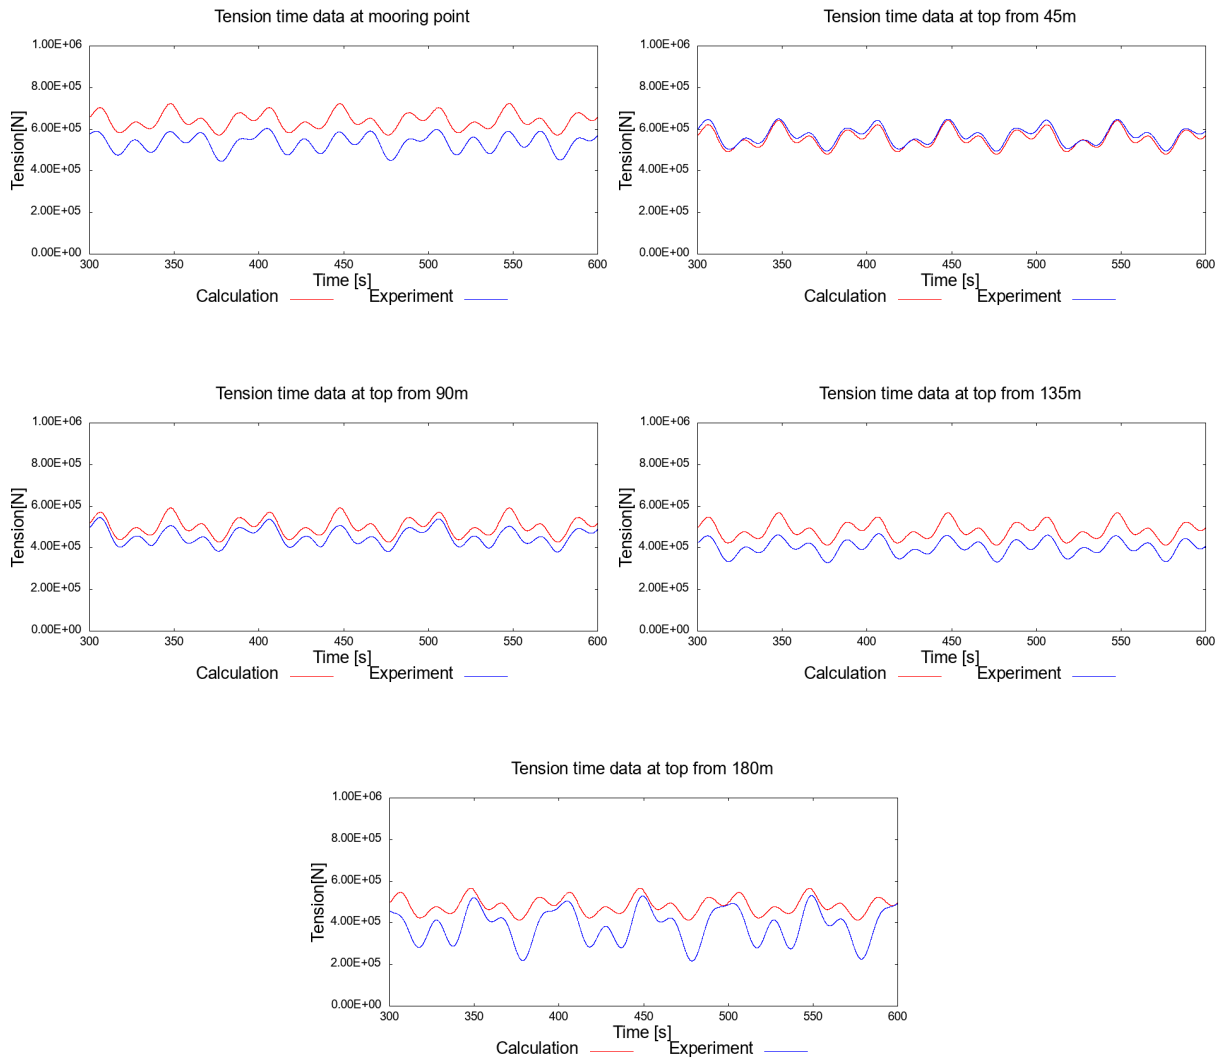 Tension time data at mooring point
1.00E+06
8.00E+05
6.00E+05
4.00E+05
2.00E+05
0.00E+00
Tension[N]
300 350 400 450 500 550 600
Time [s]
Calculation Experiment
Tension time data at top from 45m
1.00E+06
8.00E+05
6.00E+05
4.00E+05
2.00E+05
0.00E+00
Tension[N]
300 350 400 450 500 550 600
Time [s]
Calculation Experiment
Tension time data at top from 90m
1.00E+06
8.00E+05
6.00E+05
4.00E+05
2.00E+05
0.00E+00
Tension[N]
300 350 400 450 500 550 600
Time [s]
Calculation Experiment
Tension time data at top from 135m
1.00E+06
8.00E+05
6.00E+05
4.00E+05
2.00E+05
0.00E+00
Tension[N]
300 350 400 450 500 550 600
Time [s]
Calculation Experiment
Tension time data at top from 180m
1.00E+06
8.00E+05
6.00E+05
4.00E+05
2.00E+05
0.00E+00
Tension[N]
300 350 400 450 500 550 600
Time [s]
Calculation Experiment